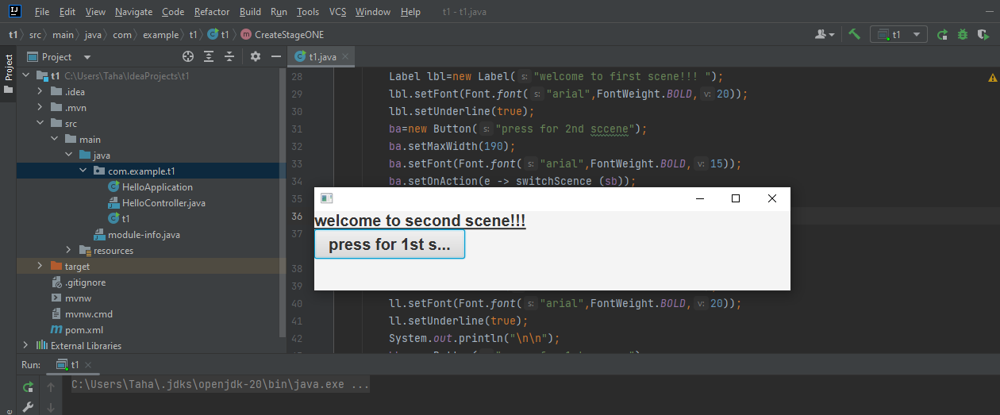 File Edit View Navigate Code Refactor Build Run Tools VCS Window Help t1 - t1.java
t1 src main java com example t1 t1 m CreateStageONE t1
Project t1.java
Project
t1 C:\Users\Taha\IdeaProjects\t1
.idea
.mvn
src
main
java
com.example.t1
HelloApplication
HelloController.java
t1
module-info.java
resources
target
.gitignore
mvnw
mvnw.cmd
pom.xml
External Libraries
28 Label lbl=new Label( s: "welcome to first scene!!! ");
29 lbl.setFont(Font.font( s: "arial",FontWeight.BOLD, v: 20));
30 lbl.setUnderline(true);
31 ba=new Button( s: "press for 2nd sccene");
32 ba.setMaxWidth(190);
33 ba.setFont(Font.font( s: "arial",FontWeight.BOLD, v: 15));
34 ba.setOnAction(e -> switchScence (sb));
35
36
37
38
39
40 ll.setFont(Font.font( s: "arial",FontWeight.BOLD, v: 20));
41 ll.setUnderline(true);
42 System.out.println("\n\n");
welcome to second scene!!!
press for 1st s...
Run: t1
C:\Users\Taha\.jdks\openjdk-20\bin\java.exe ...